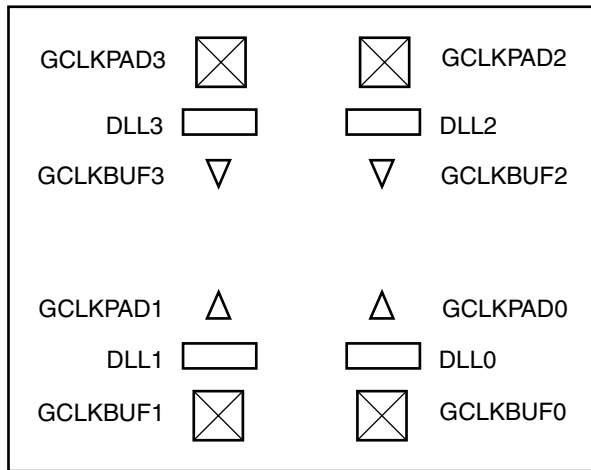 GCLKPAD3 GCLKPAD2
DLL3 DLL2
GCLKBUF3 GCLKBUF2
GCLKPAD1 GCLKPAD0
DLL1 DLL0
GCLKBUF1 GCLKBUF0